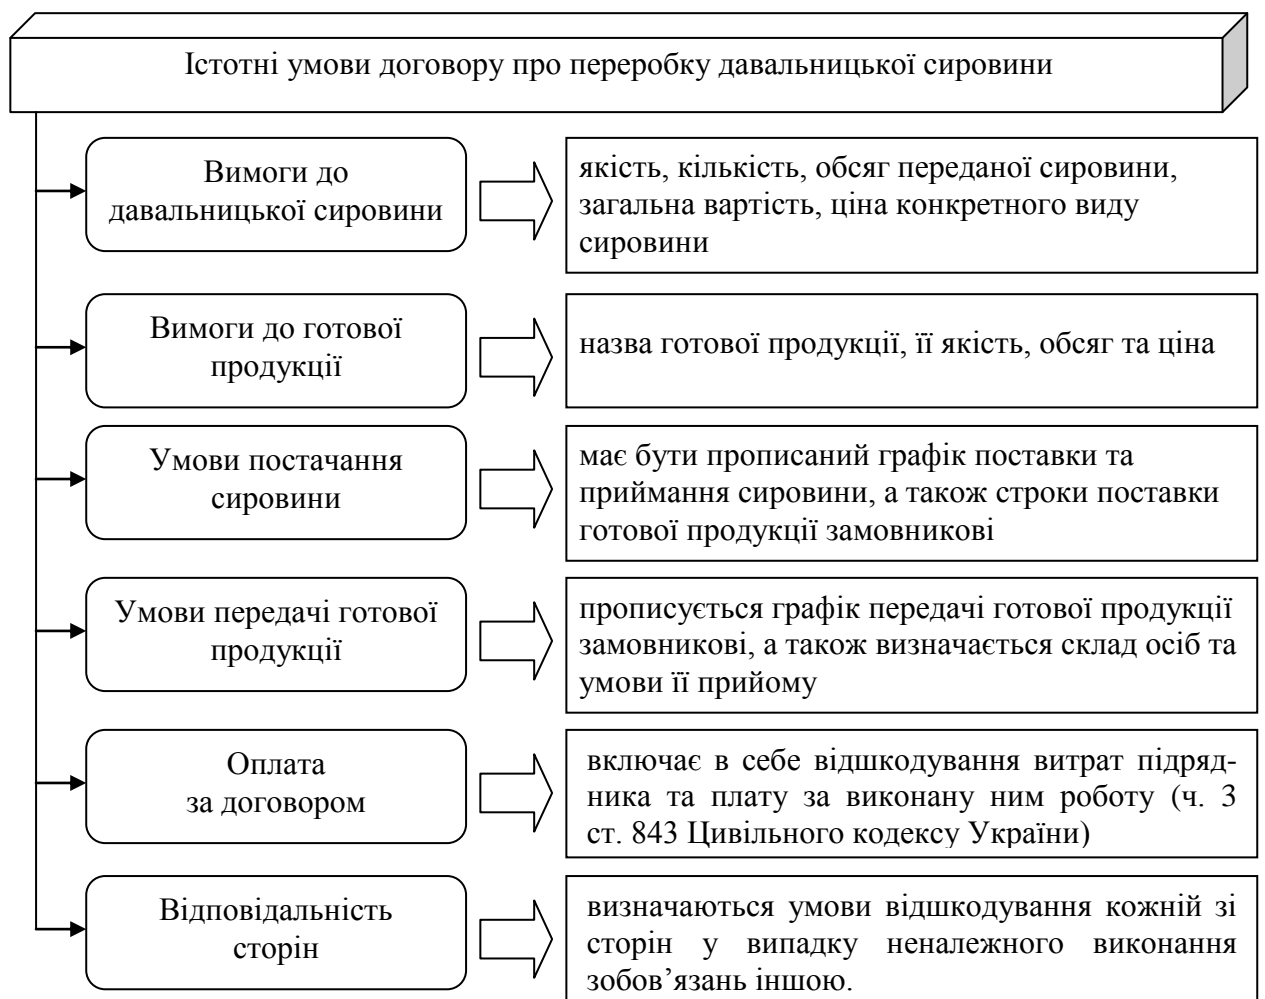 Істотні умови договору про переробку давальницької сировини
Вимоги до
давальницької сировини
якість, кількість, обсяг переданої сировини,
загальна вартість, ціна конкретного виду
сировини
Вимоги до готової
продукції
назва готової продукції, її якість, обсяг та ціна
Умови постачання
сировини
має бути прописаний графік поставки та
приймання сировини, а також строки поставки
готової продукції замовникові
Умови передачі готової
продукції
прописується графік передачі готової продукції
замовникові, а також визначається склад осіб та
умови її прийому
Оплата
за договором
включає в себе відшкодування витрат підряд-
ника та плату за виконану ним роботу (ч. 3
ст. 843 Цивільного кодексу України)
Відповідальність
сторін
визначаються умови відшкодування кожній зі
сторін у випадку неналежного виконання
зобов’язань іншою.